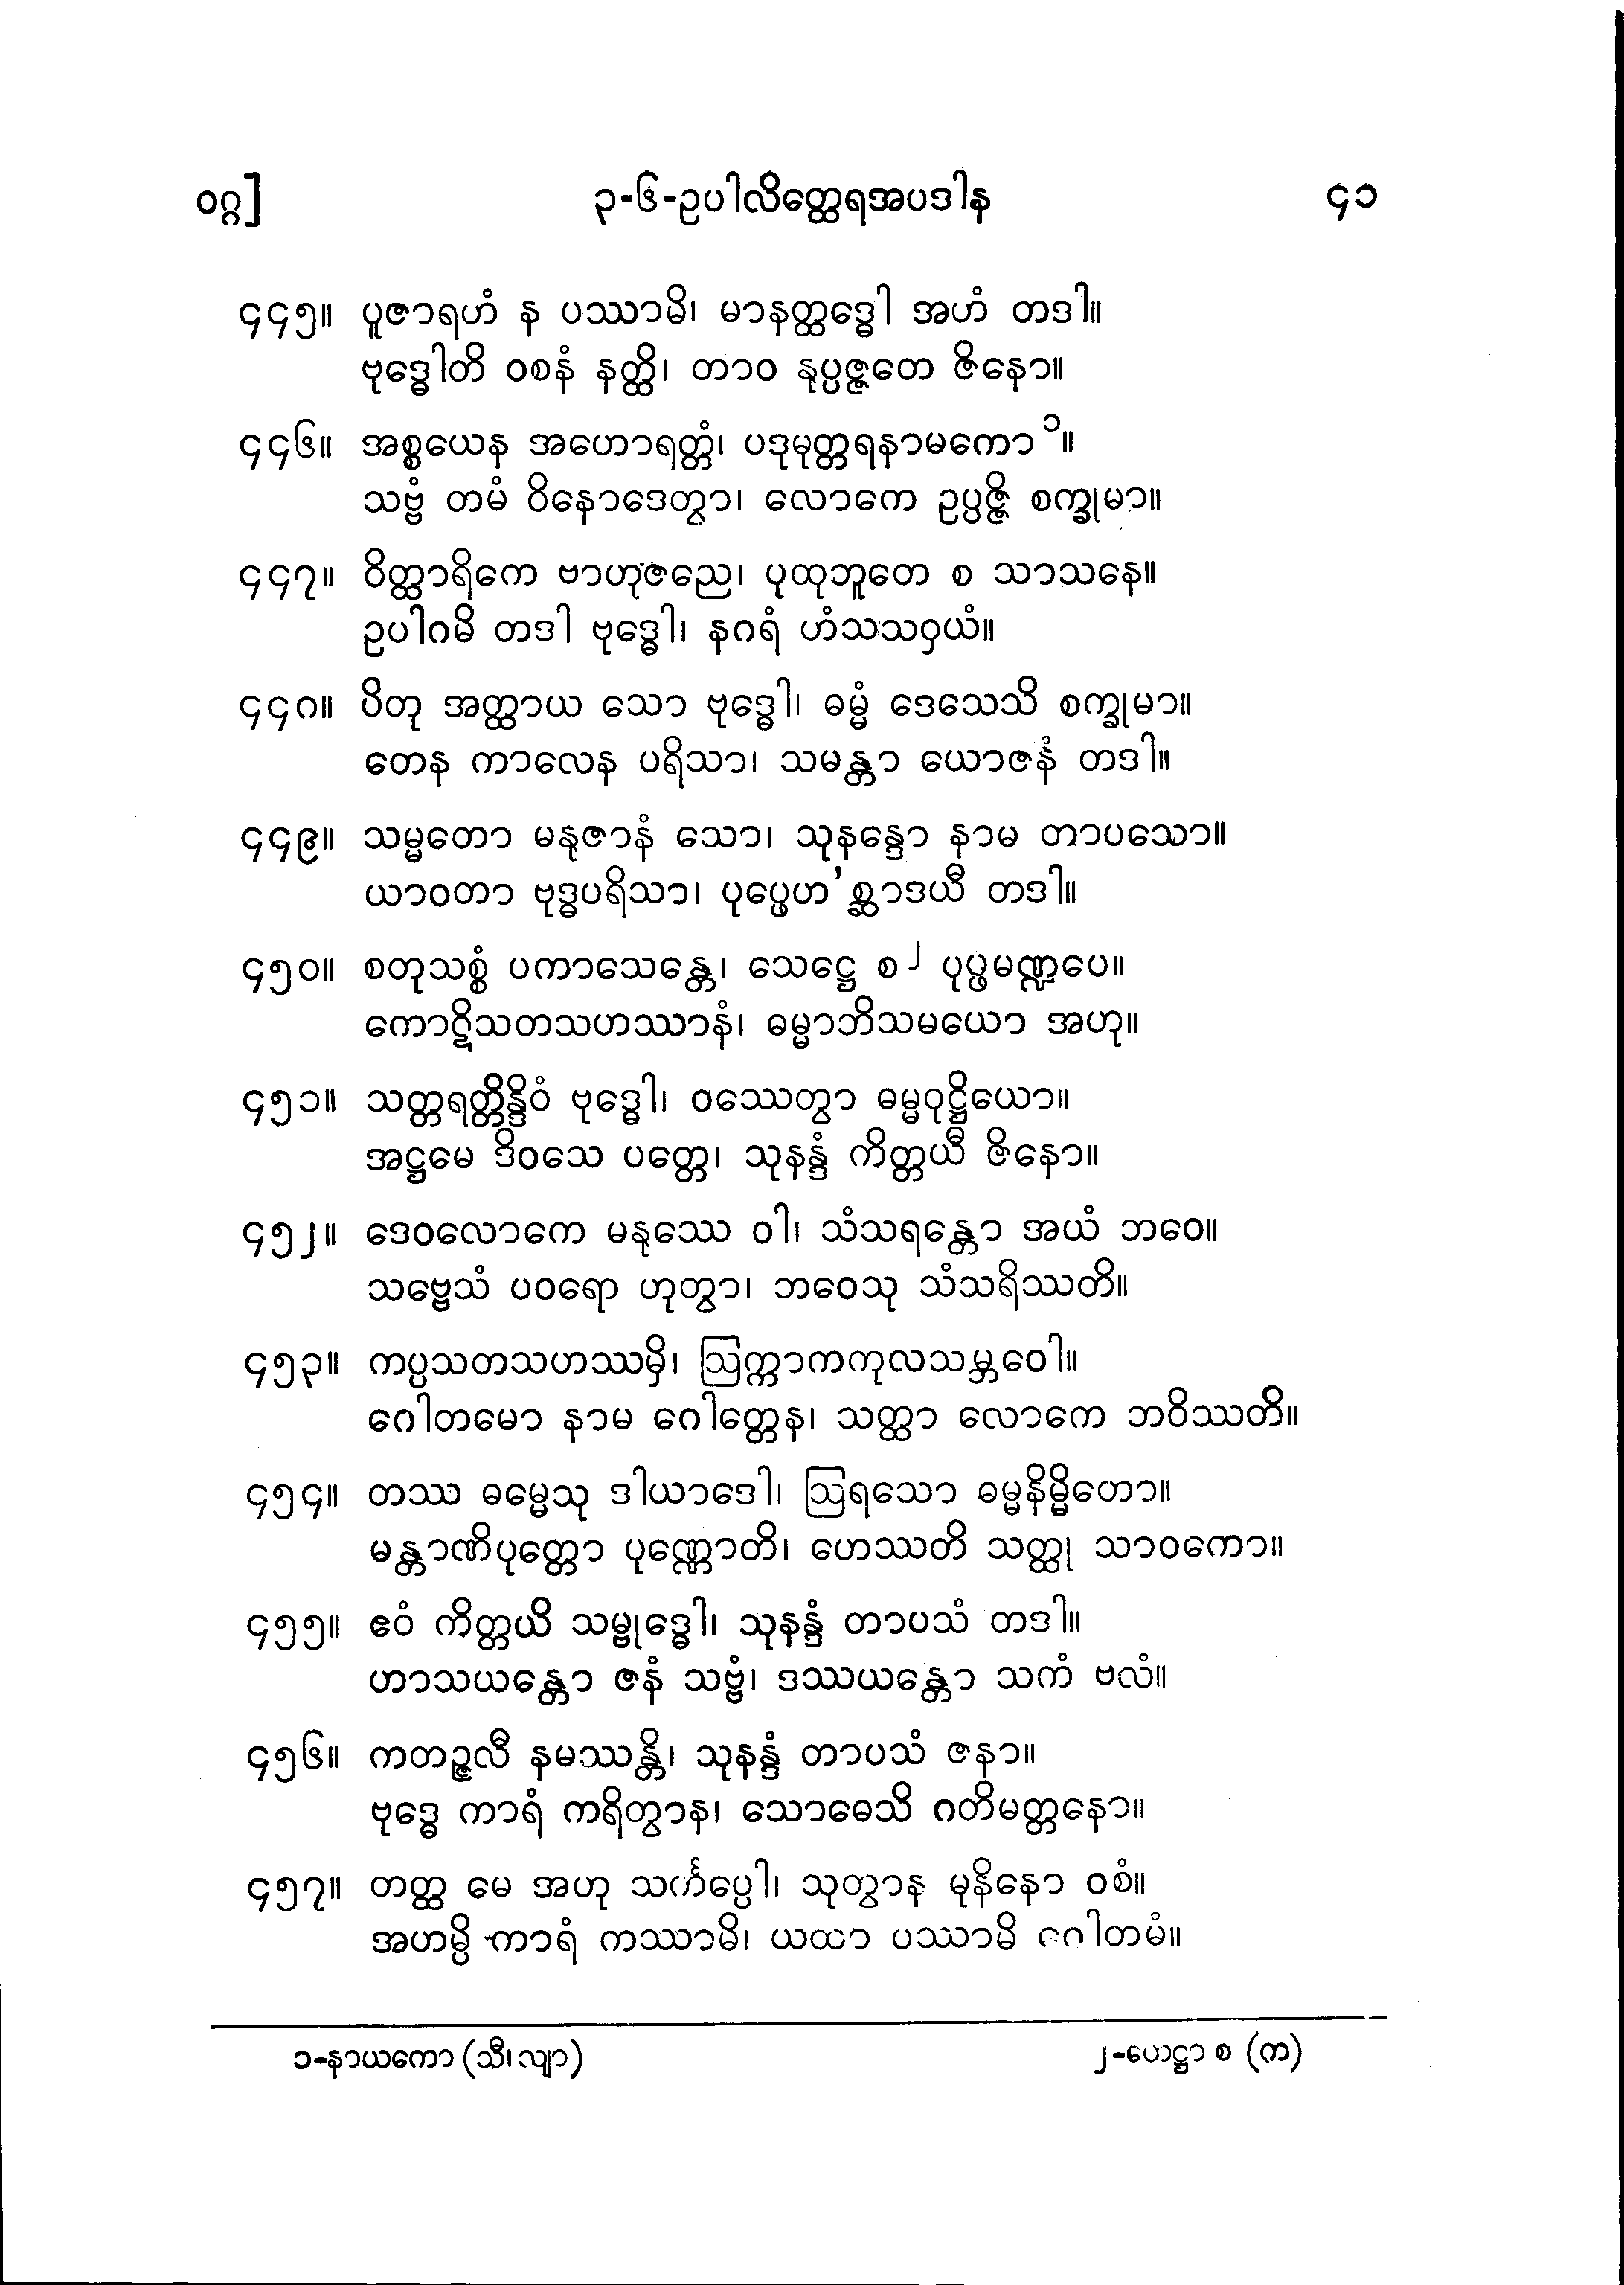 ဝဂ္ဂ] ၃-၆-ဥပါလိတ္ထေရအပဒါန ၄၁
၄၄၅။ ပူဇာရဟံ န ပဿာမိ၊ မာနတ္ထဒ္ဓေါ အဟံ တဒါ။
ဗုဒ္ဓေါတိ ဝစနံ နတ္ထိ၊ တာဝ နုပ္ပဇ္ဇတေ ဇိနော။
၄၄၆။ အစ္စယေန အဟောရတ္တံ၊ ပဒုမုတ္တရနာမကော ၁။
သဗ္ဗံ တမံ ဝိနောဒေတွာ၊ လောကေ ဥပ္ပဇ္ဇိ စက္ခုမာ။
၄၄၇။ ဝိတ္ထာရိကေ ဗာဟုဇညေ၊ ပုထုဘူတေ စ သာသနေ။
ဥပါဂမိ တဒါ ဗုဒ္ဓေါ၊ နဂရံ ဟံသသဝှယံ။
၄၄၈။ ပိတု အတ္ထာယ သော ဗုဒ္ဓေါ၊ ဓမ္မံ ဒေသေသိ စက္ခုမာ။
တေန ကာလေန ပရိသာ၊ သမန္တာ ယောဇနံ တဒါ။
၄၄၉။ သမ္မတော မနုဇာနံ သော၊ သုနန္ဒော နာမ တာပသော။
ယာဝတာ ဗုဒ္ဓပရိသာ၊ ပုပ္ဖေဟ'စ္ဆာဒယီ တဒါ။
၄၅၀။ စတုသစ္စံ ပကာသေန္တေ၊ သေဋ္ဌေ စ ၂ ပုပ္ဖမဏ္ဍပေ။
ကောဋိသတသဟဿာနံ၊ ဓမ္မာဘိသမယော အဟု။
၄၅၁။ သတ္တရတ္တိန္ဒိဝံ ဗုဒ္ဓေါ၊ ဝဿေတွာ ဓမ္မဝုဋ္ဌိယော။
အဋ္ဌမေ ဒိဝသေ ပတ္တေ၊ သုနန္ဒံ ကိတ္တယီ ဇိနော။
၄၅၂။ ဒေဝလောကေ မနုဿေ ဝါ၊ သံသရန္တော အယံ ဘဝေ။
သဗ္ဗေသံ ပဝရော ဟုတွာ၊ ဘဝေသု သံသရိဿတိ။
၄၅၃။ ကပ္ပသတသဟဿမှိ၊ ဩက္ကာကကုလသမ္ဘဝေါ။
ဂေါတမော နာမ ဂေါတ္တေန၊ သတ္ထာ လောကေ ဘဝိဿတိ။
၄၅၄။ တဿ ဓမ္မေသု ဒါယာဒေါ၊ ဩရသော ဓမ္မနိမ္မိတော။
မန္တာဏိပုတ္တော ပုဏ္ဏောတိ၊ ဟေဿတိ သတ္ထု သာဝကော။
၄၅၅။ ဧဝံ ကိတ္တယိ သမ္ဗုဒ္ဓေါ၊ သုနန္ဒံ တာပသံ တဒါ။
ဟာသယန္တော ဇနံ သဗ္ဗံ၊ ဒဿယန္တော သကံ ဗလံ။
၄၅၆။ ကတဉ္ဇလီ နမဿန္တိ၊ သုနန္ဒံ တာပသံ ဇနာ။
ဗုဒ္ဓေ ကာရံ ကရိတွာန၊ သောဓေသိ ဂတိမတ္တနော။
၄၅၇။ တတ္ထ မေ အဟု သင်္ကပ္ပေါ၊ သုတွာန မုနိနော ဝစံ။
အဟမ္ပိ ကာရံ ကဿာမိ၊ ယထာ ပဿာမိ ဂေါတမံ။
၁-နာယကော (သီ၊ သျာ) ၂-ဟေဋ္ဌာ စ (က)